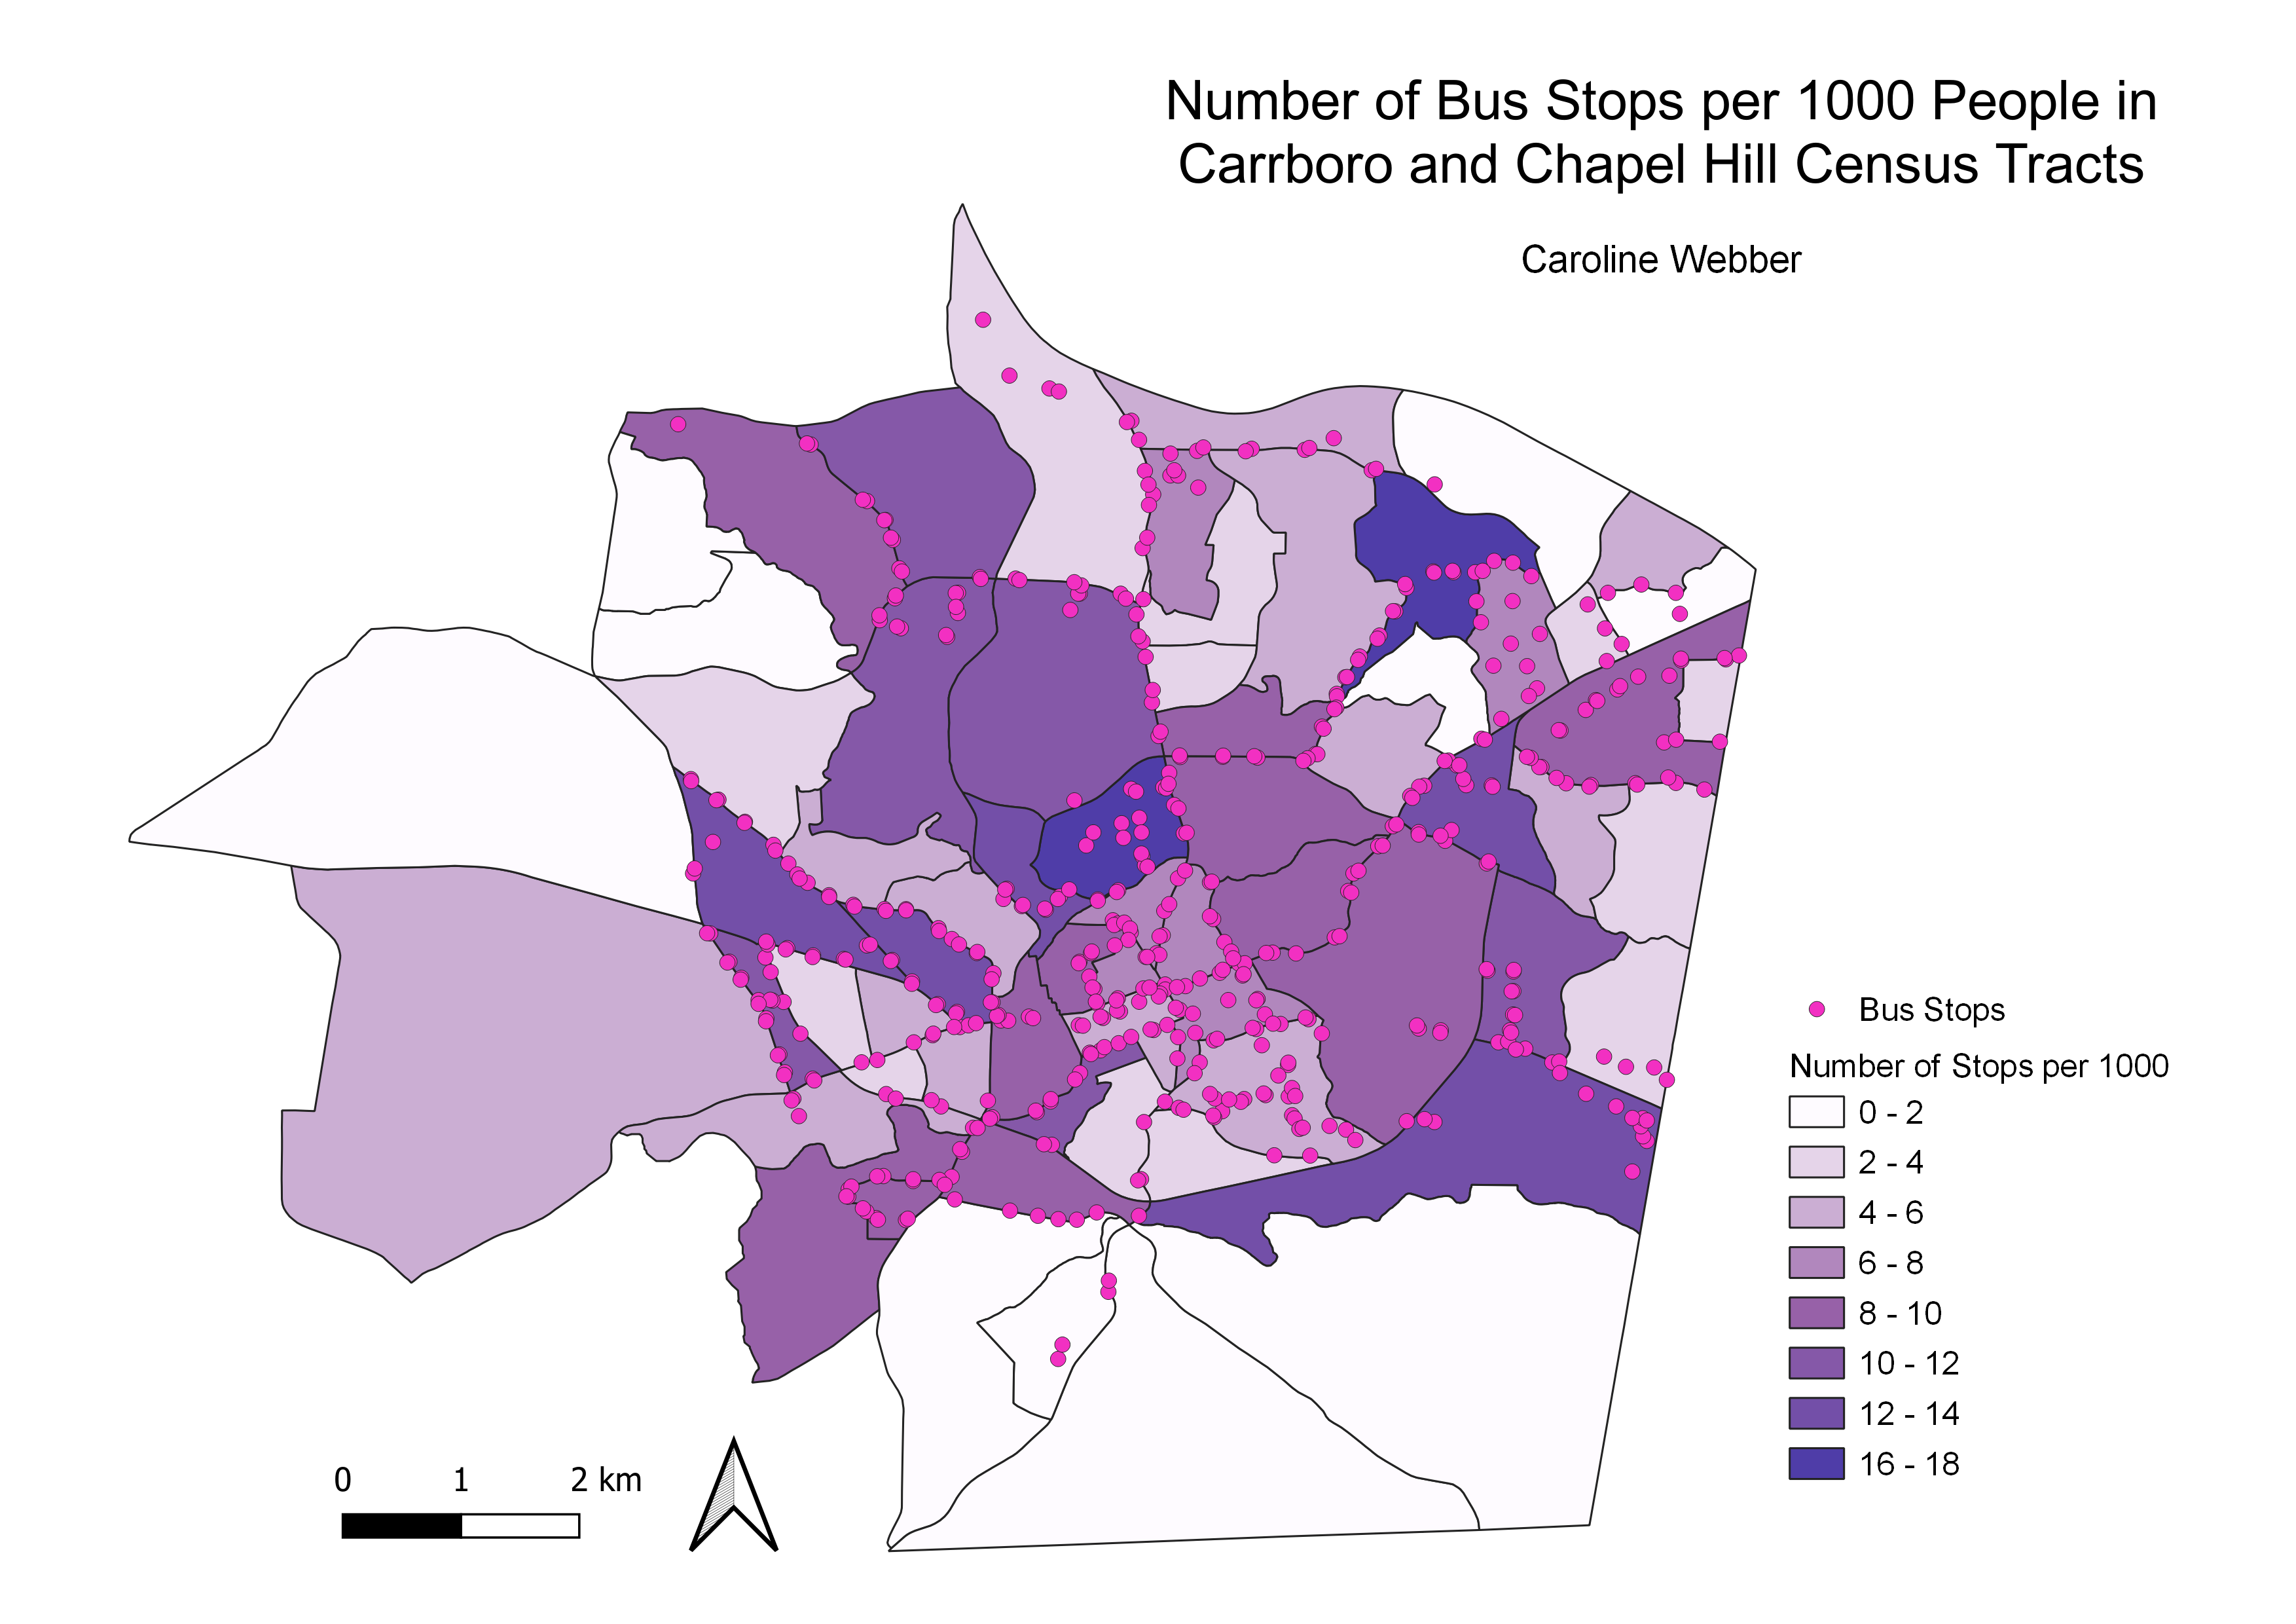 Number of Bus Stops per 1000 People in
Carrboro and Chapel Hill Census Tracts
Caroline Webber
Bus Stops
Number of Stops per 1000
0 - 2
2 - 4
4 - 6
6 - 8
8 - 10
10 - 12
12 - 14
16 - 18
0 1 2 km